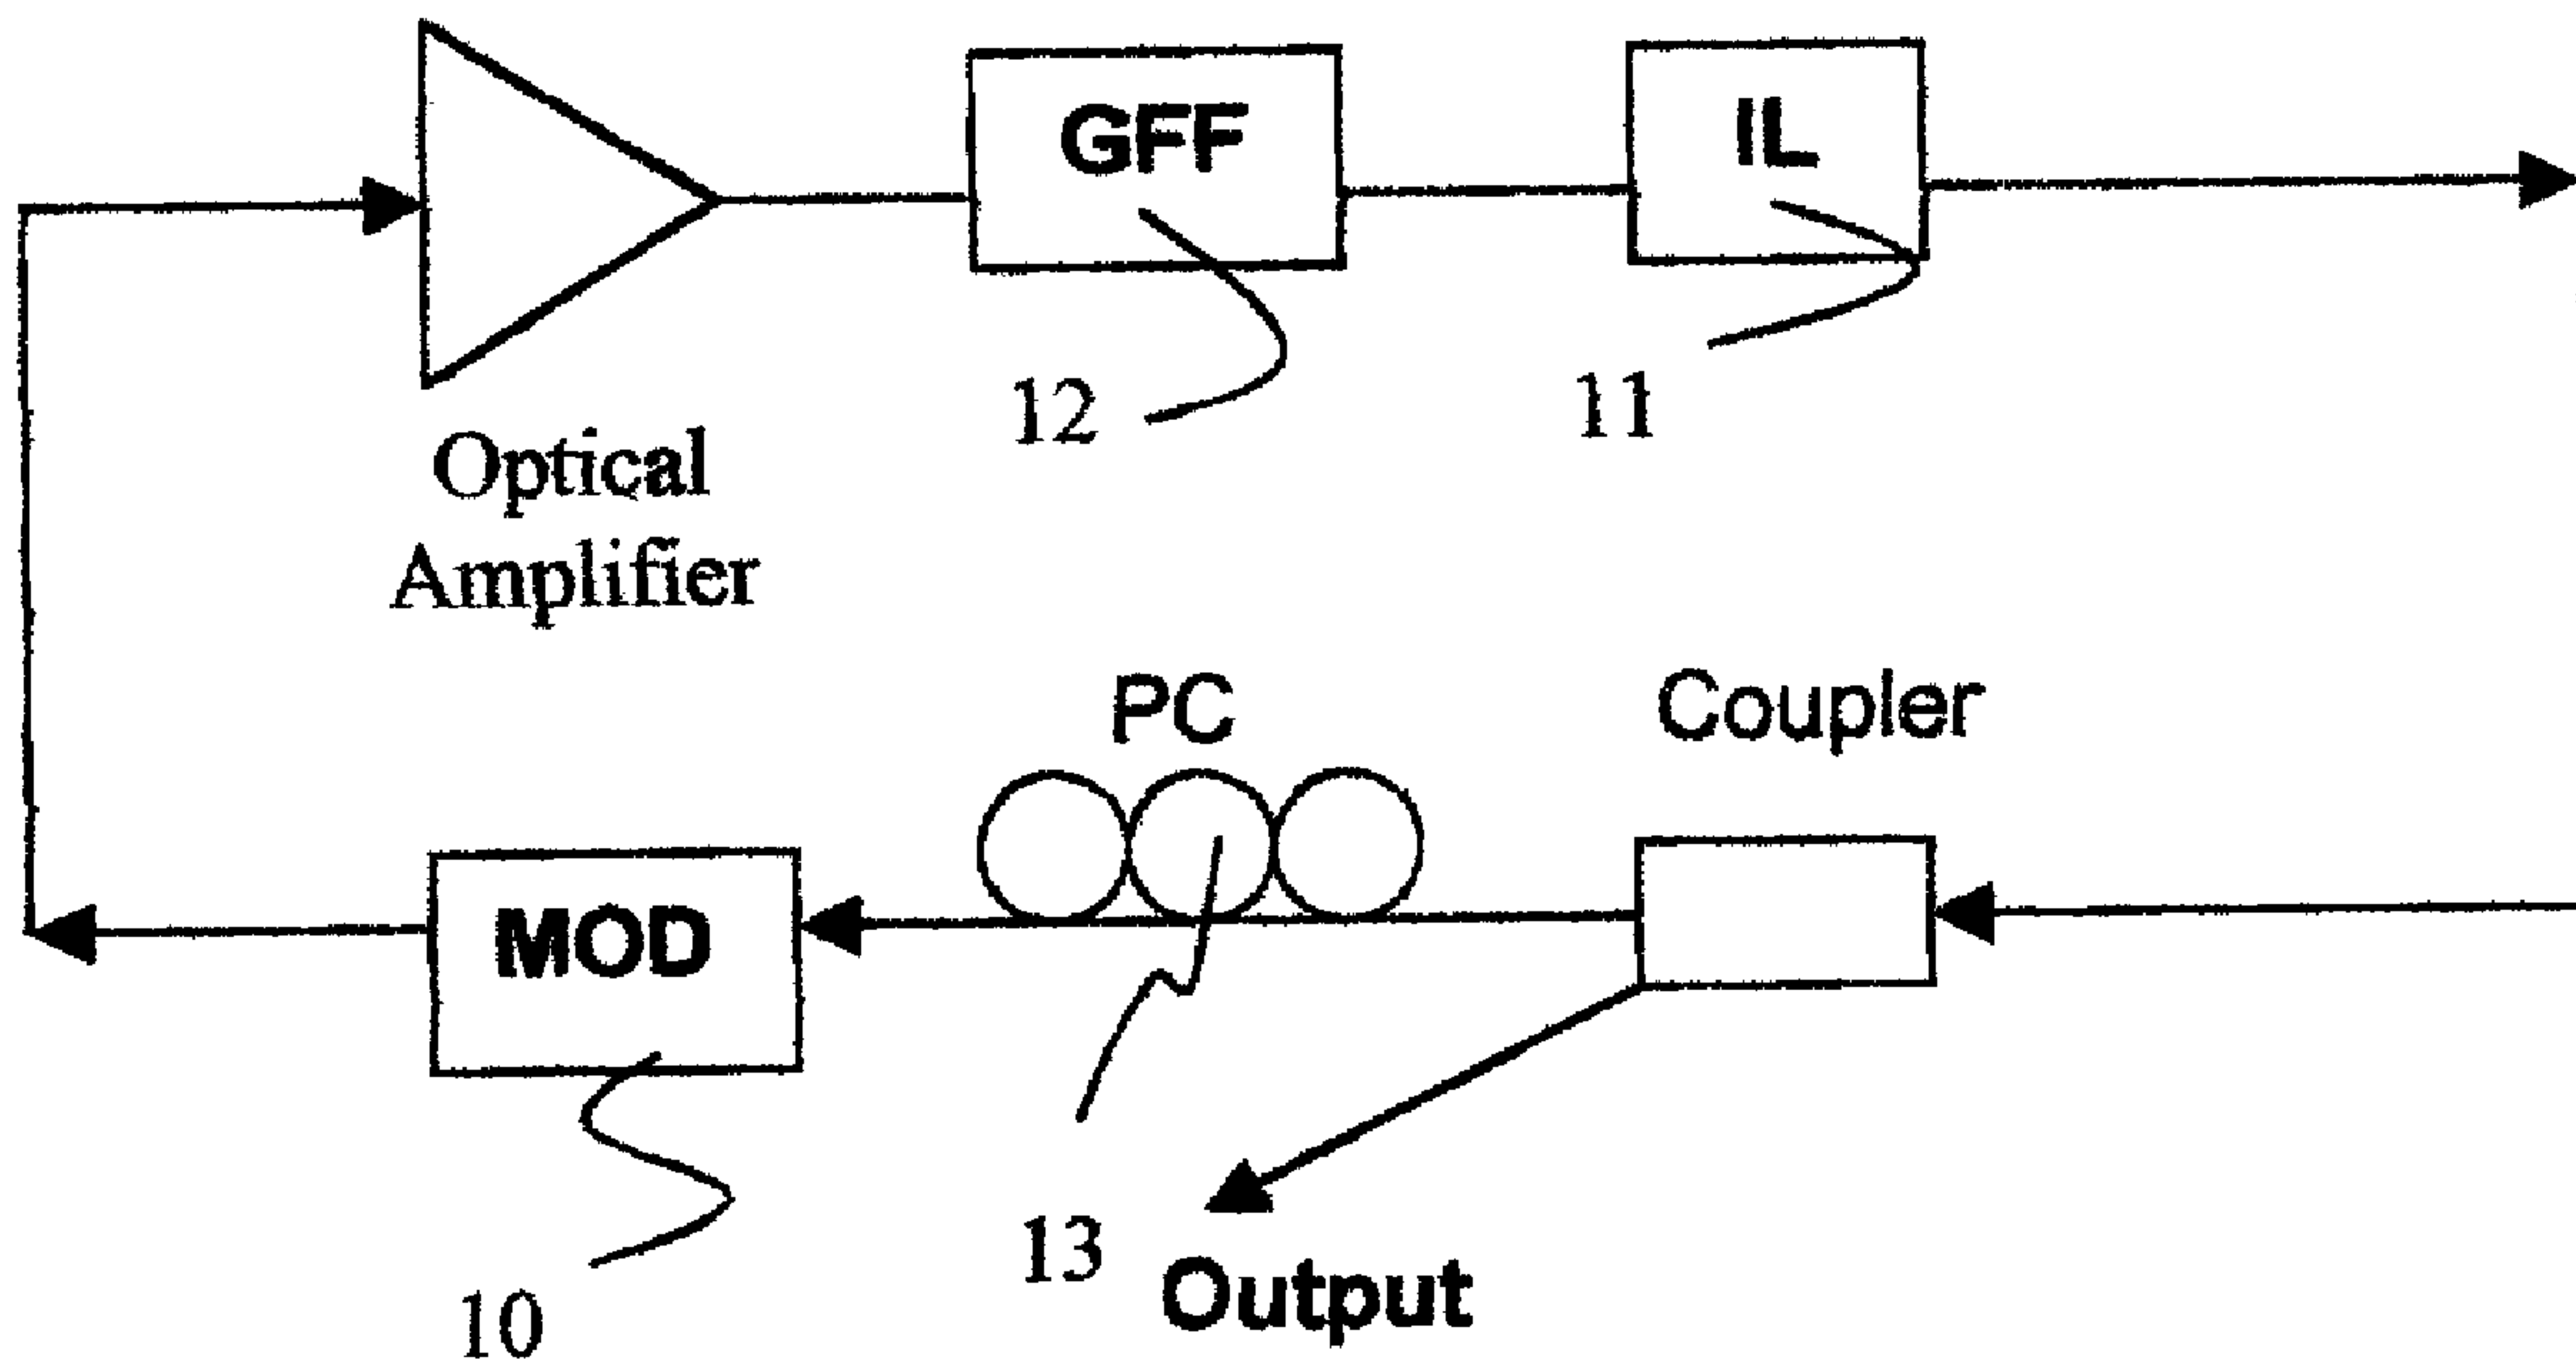 GFF
IL
12
11
Optical
Amplifier
PC
Coupler
MOD
13
Output
10